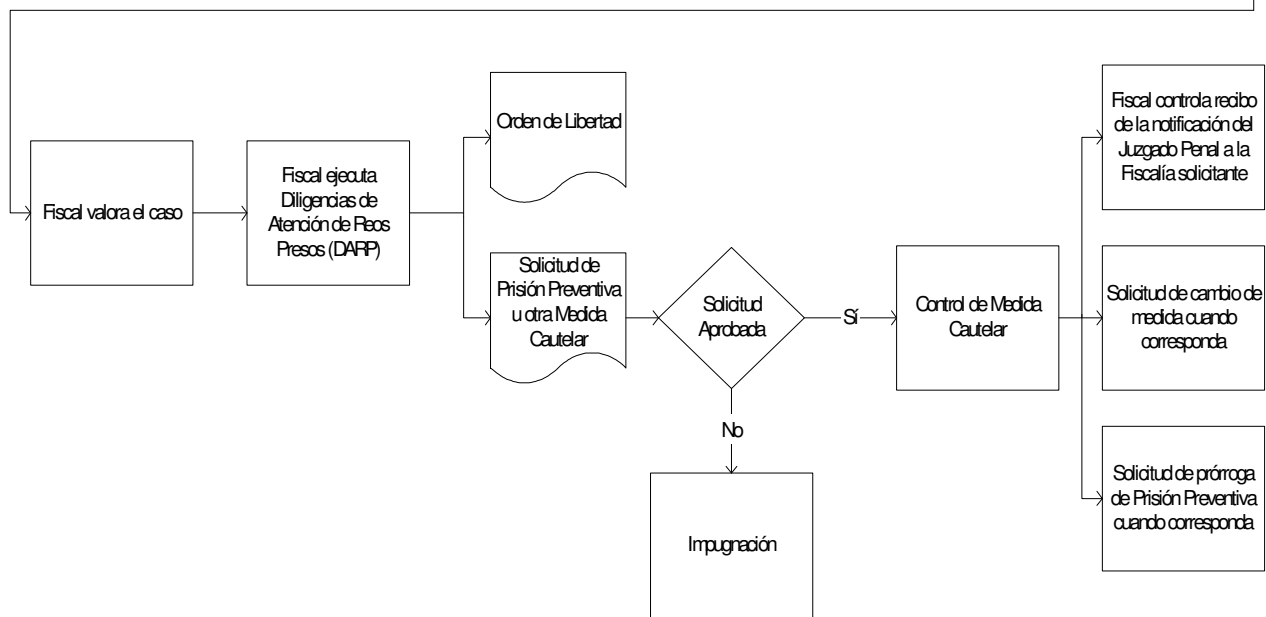 Fiscal valora el caso
Fiscal ejecuta
Diligencias de
Atención de Reos
Presos (DARP)
Orden de Libertad
Solicitud de
Prisión Preventiva
u otra Medida
Cautelar
Solicitud
Aprobada
Sí
No
Impugnación
Control de Medida
Cautelar
Fiscal controla recibo
de la notificación del
Juzgado Penal a la
Fiscalía solicitante
Solicitud de cambio de
medida cuando
corresponda
Solicitud de prórroga
de Prisión Preventiva
cuando corresponda